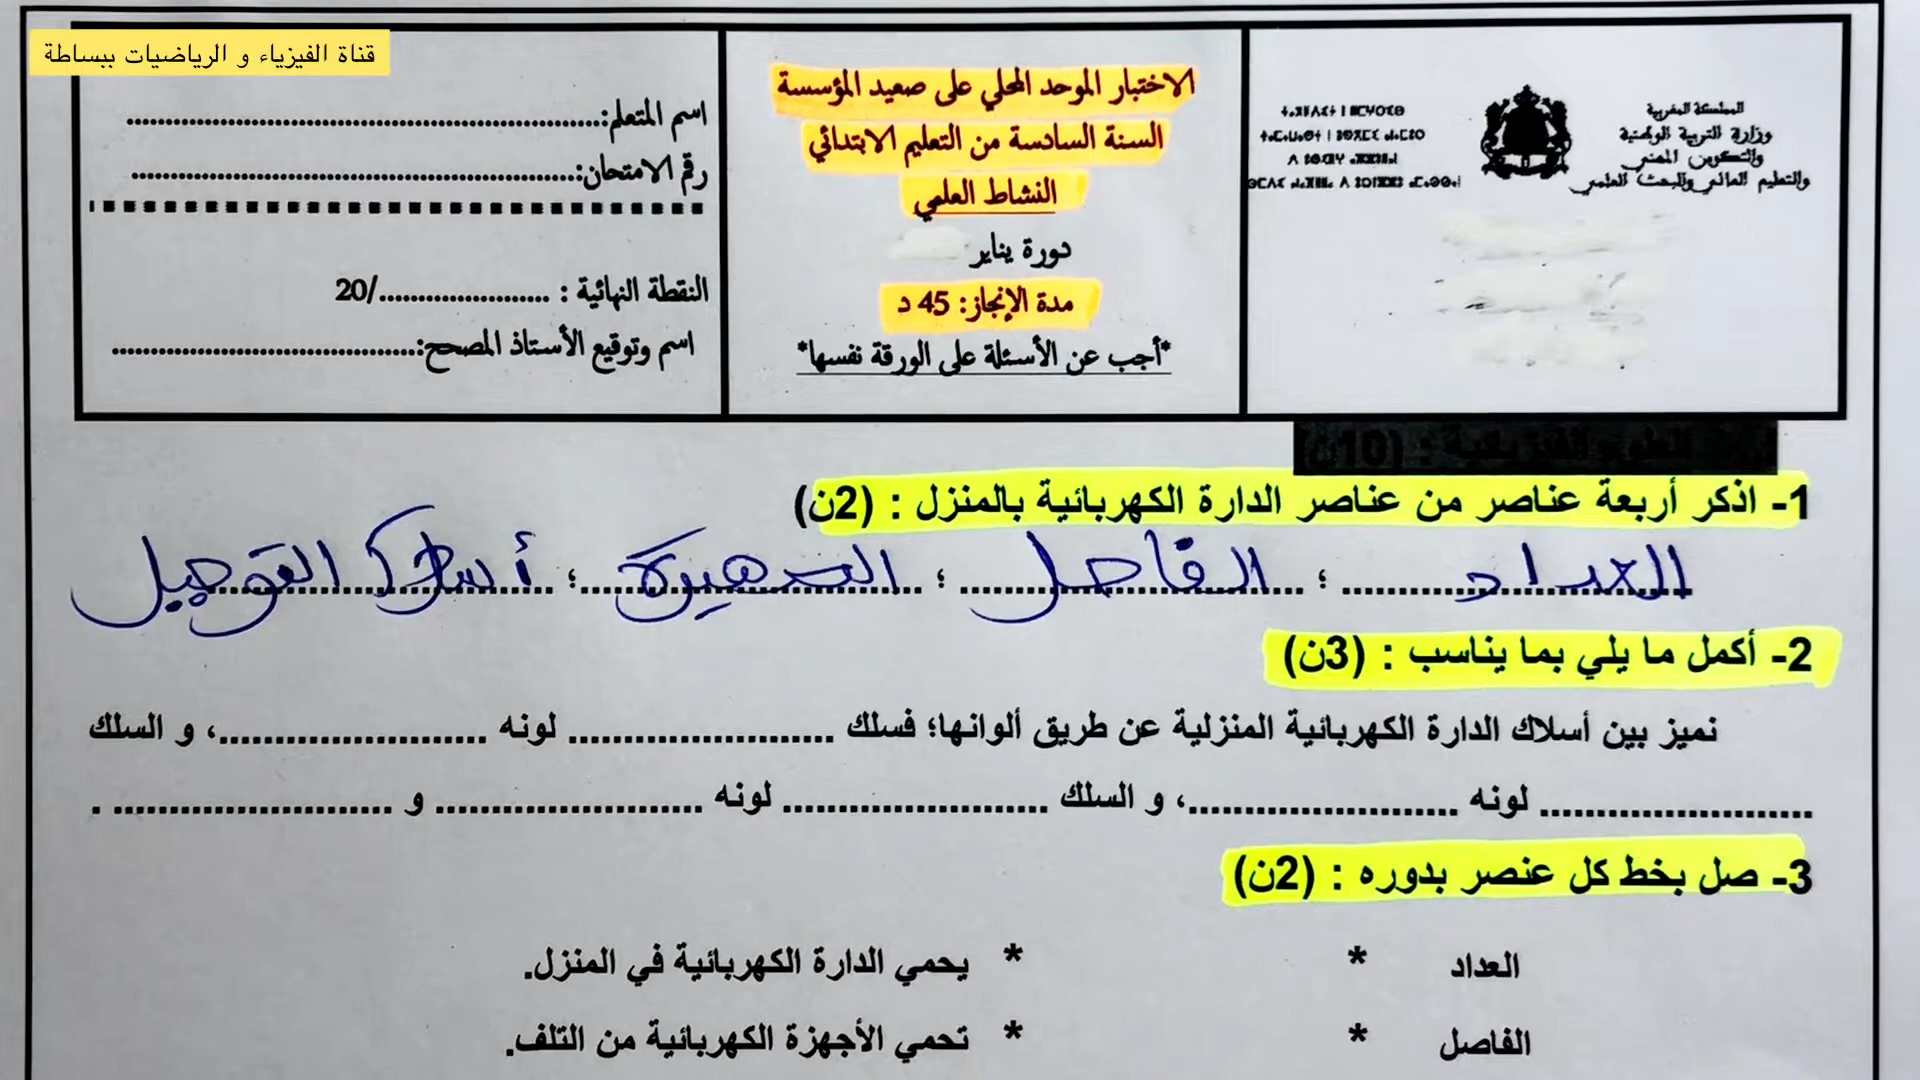 قناة الفيزياء و الرياضيات ببساطة
المملكة المغربية
وزارة التربية الوطنية
والتكوين المهني
والتعليم العالي والبحث العلمي
الاختبار الموحد المحلي على صعيد المؤسسة
السنة السادسة من التعليم الابتدائي
النشاط العلمي
دورة يناير
مدة الإنجاز: 45 د
*أجب عن الأسئلة على الورقة نفسها*
اسم المتعلم:..............................
رقم الامتحان:..............................
النقطة النهائية : ....................../20
اسم وتوقيع الأستاذ المصحح:..............................
(10ن)
1- اذكر أربعة عناصر من عناصر الدارة الكهربائية بالمنزل : (2ن)
العداد ؛ الفاصل ؛ الصهيرة ؛ أسلاك التوصيل
2- أكمل ما يلي بما يناسب : (3ن)
نميز بين أسلاك الدارة الكهربائية المنزلية عن طريق ألوانها؛ فسلك ........................ لونه ........................، و السلك
........................ لونه ........................، و السلك ........................ لونه ........................ و ........................ .
3- صل بخط كل عنصر بدوره : (2ن)
العداد * * يحمي الدارة الكهربائية في المنزل.
الفاصل * * تحمي الأجهزة الكهربائية من التلف.